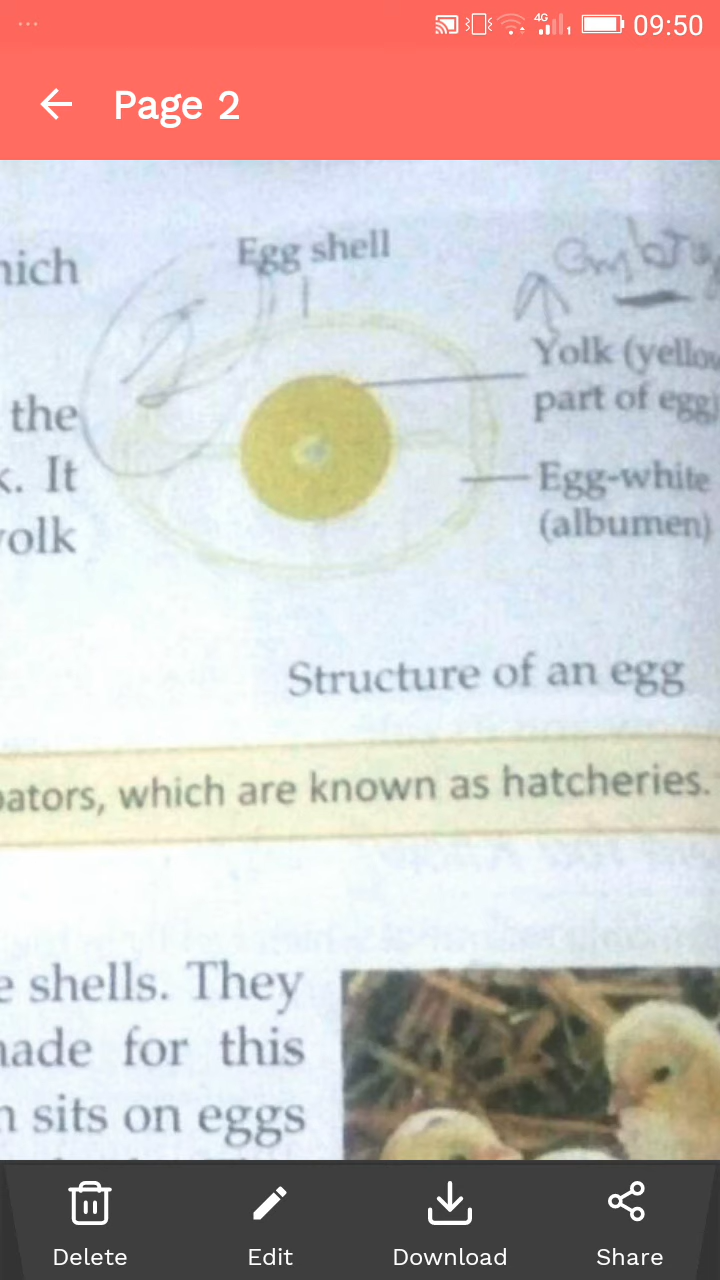 09:50
Page 2
Egg shell
hich
Yolk (yellow
the
part of egg)
k. It
Egg-white
(albumen)
olk
Structure of an egg
ators, which are known as hatcheries.
e shells. They
ade for this
sits on eggs
Delete
Edit
Download
Share